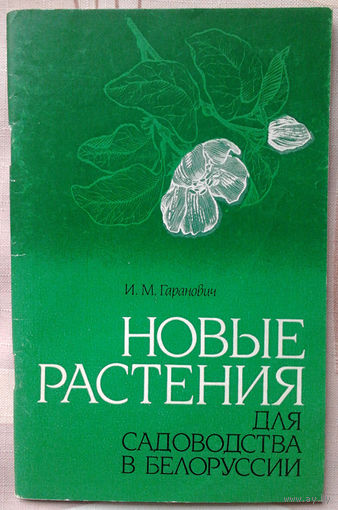 И. М. Гаранович
НОВЫЕ
РАСТЕНИЯ
ДЛЯ
САДОВОДСТВА
В БЕЛОРУССИИ